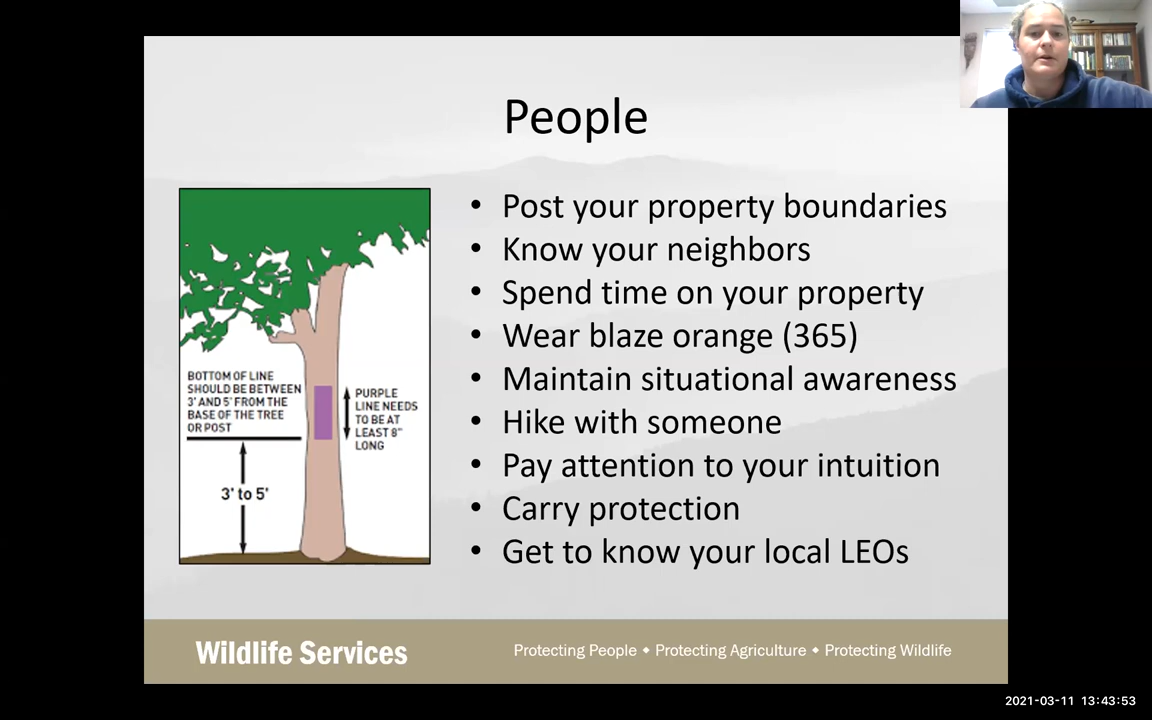 People
• Post your property boundaries
• Know your neighbors
• Spend time on your property
• Wear blaze orange (365)
• Maintain situational awareness
• Hike with someone
• Pay attention to your intuition
• Carry protection
• Get to know your local LEOs
BOTTOM OF LINE
SHOULD BE BETWEEN
3' AND 5' FROM THE
BASE OF THE TREE
OR POST
3' to 5'
PURPLE
LINE NEEDS
TO BE AT
LEAST 8"
LONG
Wildlife Services
Protecting People • Protecting Agriculture • Protecting Wildlife
2021-03-11 13:43:53